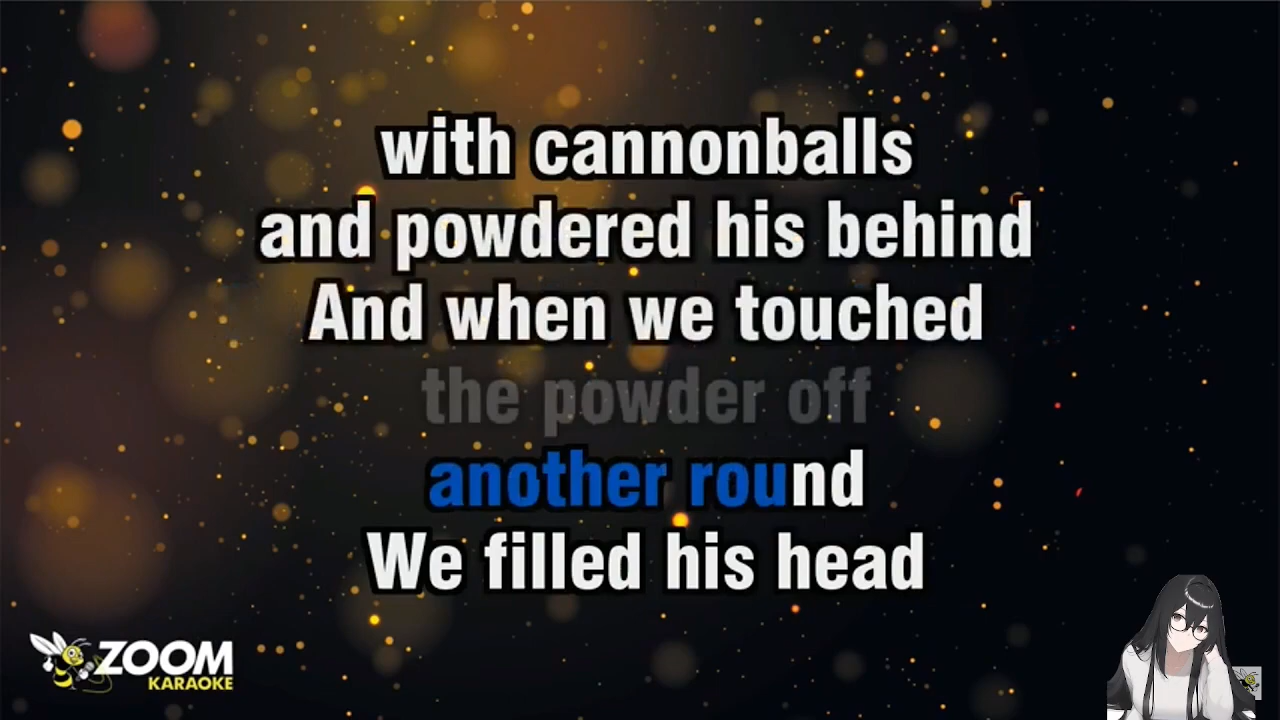 with cannonballs
and powdered his behind
And when we touched
the powder off
another round
We filled his head
ZOOM
KARAOKE